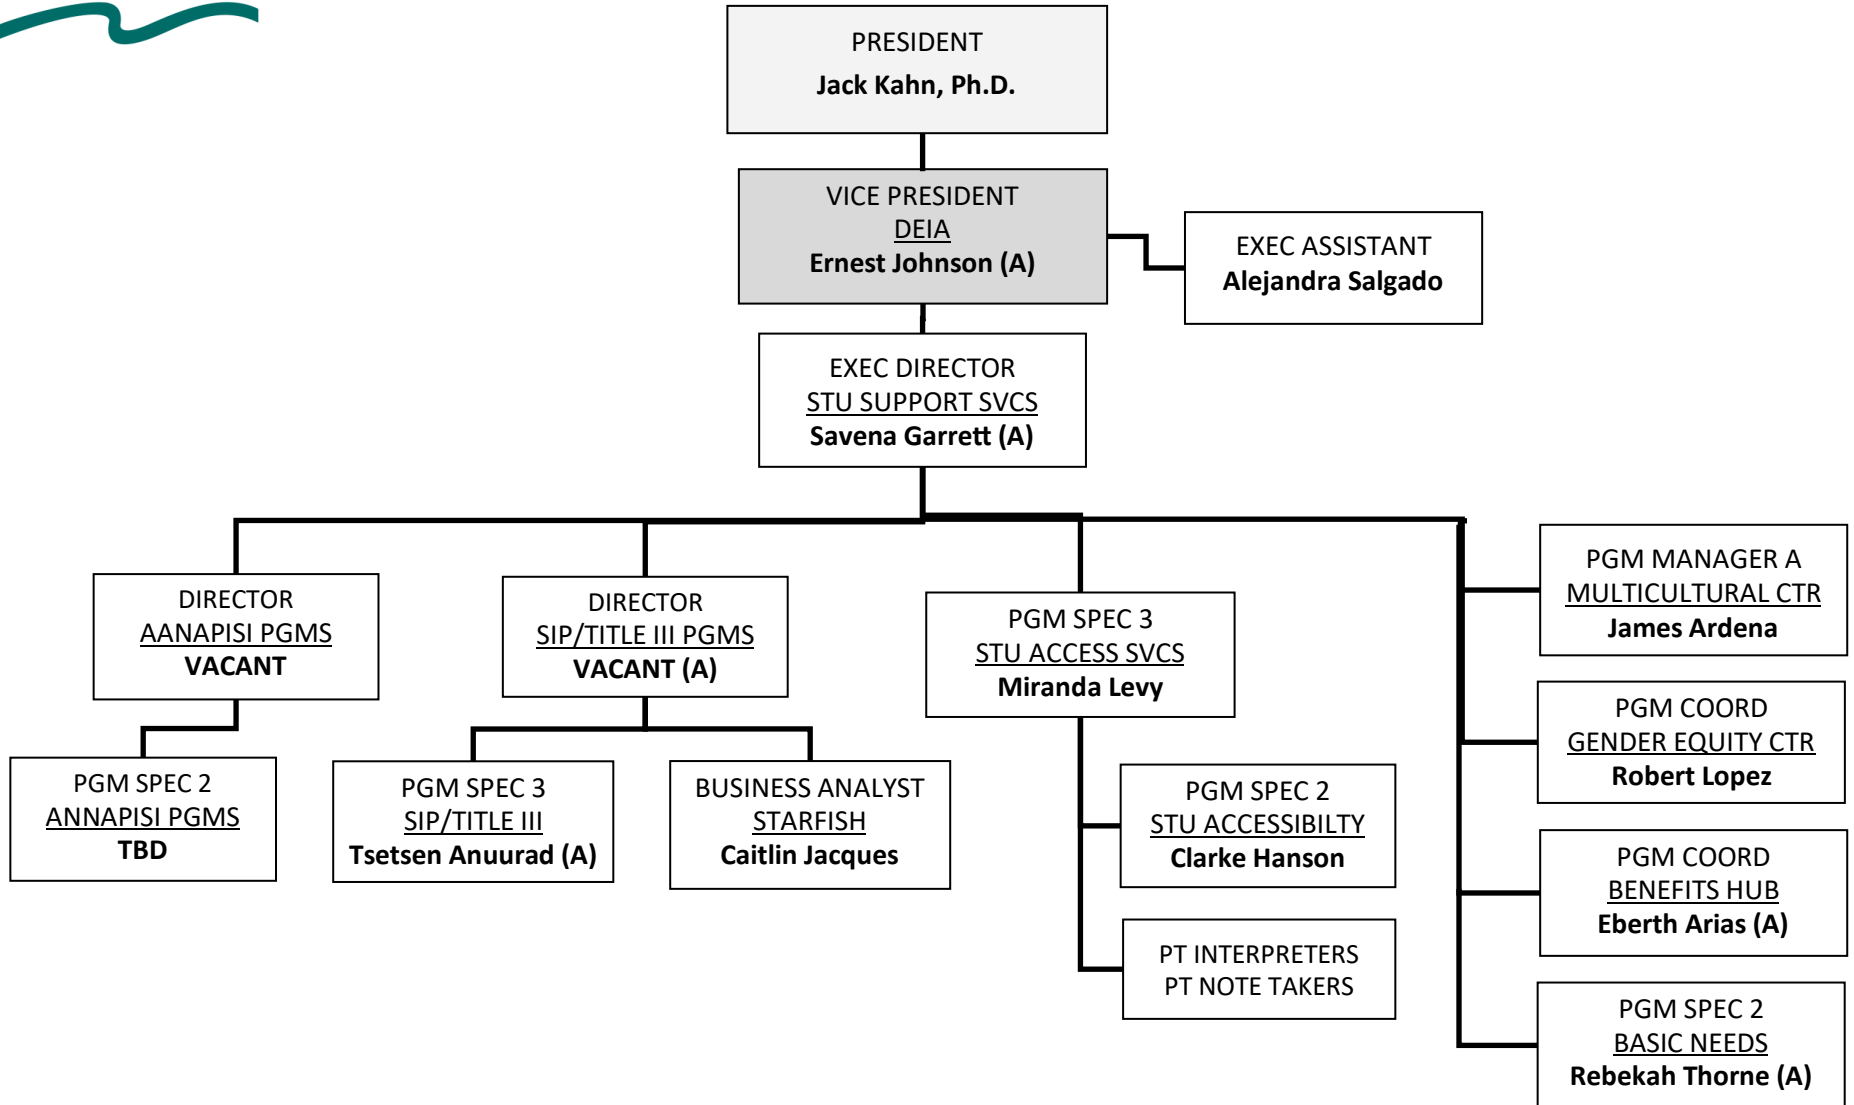 PRESIDENT
Jack Kahn, Ph.D.
VICE PRESIDENT
DEIA
Ernest Johnson (A)
EXEC ASSISTANT
Alejandra Salgado
EXEC DIRECTOR
STU SUPPORT SVCS
Savena Garrett (A)
DIRECTOR
AANAPISI PGMS
VACANT
DIRECTOR
SIP/TITLE III PGMS
VACANT (A)
PGM SPEC 3
STU ACCESS SVCS
Miranda Levy
PGM MANAGER A
MULTICULTURAL CTR
James Ardena
PGM COORD
GENDER EQUITY CTR
Robert Lopez
PGM SPEC 2
ANNAPISI PGMS
TBD
PGM SPEC 3
SIP/TITLE III
Tsetsen Anuurad (A)
BUSINESS ANALYST
STARFISH
Caitlin Jacques
PGM SPEC 2
STU ACCESSIBILTY
Clarke Hanson
PGM COORD
BENEFITS HUB
Eberth Arias (A)
PT INTERPRETERS
PT NOTE TAKERS
PGM SPEC 2
BASIC NEEDS
Rebekah Thorne (A)